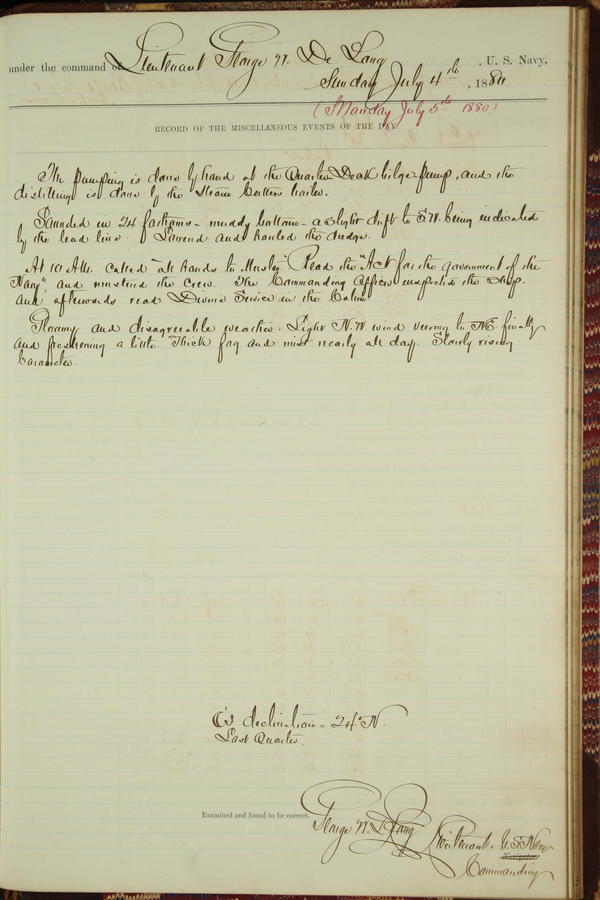 under the command of Lieutenant George W. De Long , U. S. Navy,
Sunday July 4th , 1880
(Monday July 5th 1880)
RECORD OF THE MISCELLANEOUS EVENTS OF THE DAY.
The pumping is done by hand at the Quarter Deck bilge pump, and the
distilling is done by the Steam Cutters boiler.
Sounded in 24 fathoms - muddy bottom - a slight drift to S.W. being indicated
by the lead line. Lowered and hauled the dredge.
At 10 A.M. called "all hands to Muster" Read the "Act for the government of the
Navy" and mustered the Crew. The Commanding Officer inspected the Ship.
and afterwards read Divine Service in the Cabin.
Gloomy and disagreeable weather. Light N.W. wind veering to NE finally
and freshening a little. Thick fog and mist nearly all day. Slowly rising
barometer.
☾'s declination = 24° N.
Last Quarter.
Examined and found to be correct.
George W. De Long Lieutenant. U.S. Navy
Navigator.
Commanding